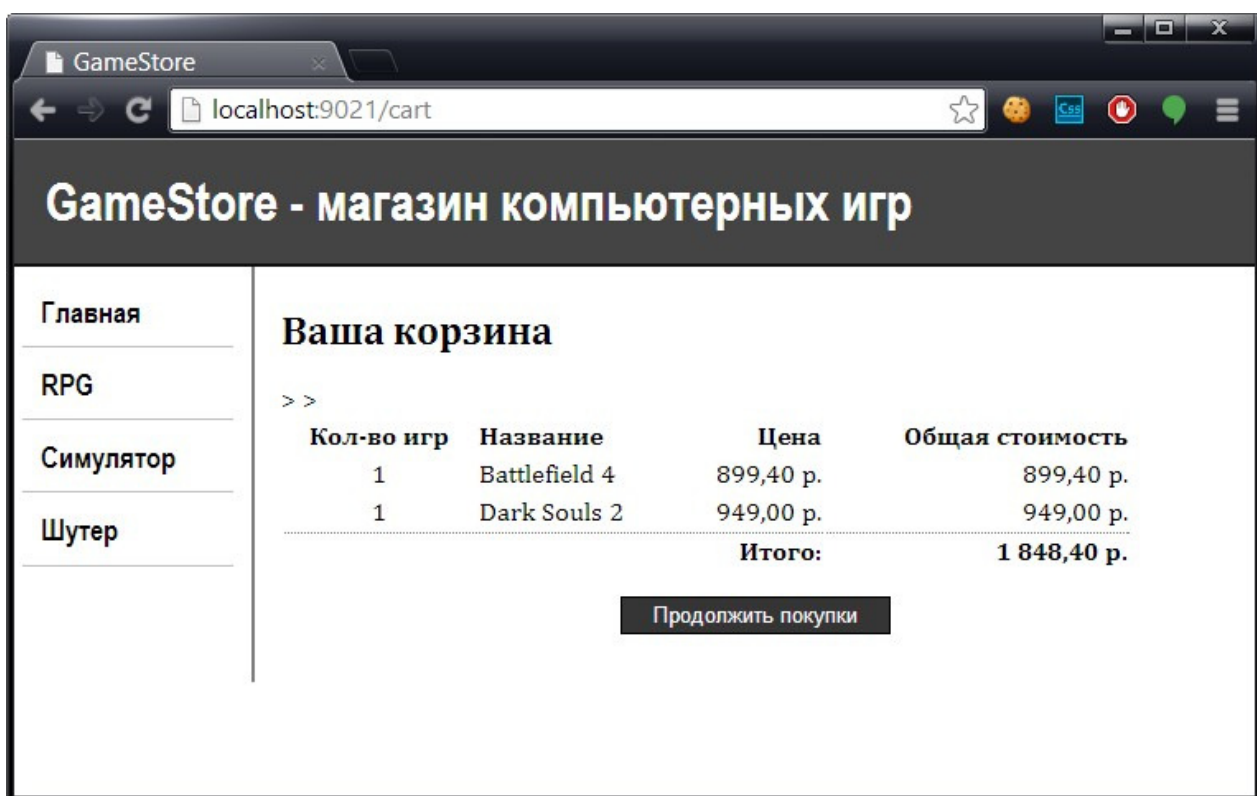 GameStore
localhost:9021/cart
Css
GameStore - магазин компьютерных игр
Главная
RPG
Симулятор
Шутер
Ваша корзина
> >
Кол-во игр Название Цена Общая стоимость
1 Battlefield 4 899,40 р. 899,40 р.
1 Dark Souls 2 949,00 р. 949,00 р.
Итого: 1 848,40 р.
Продолжить покупки